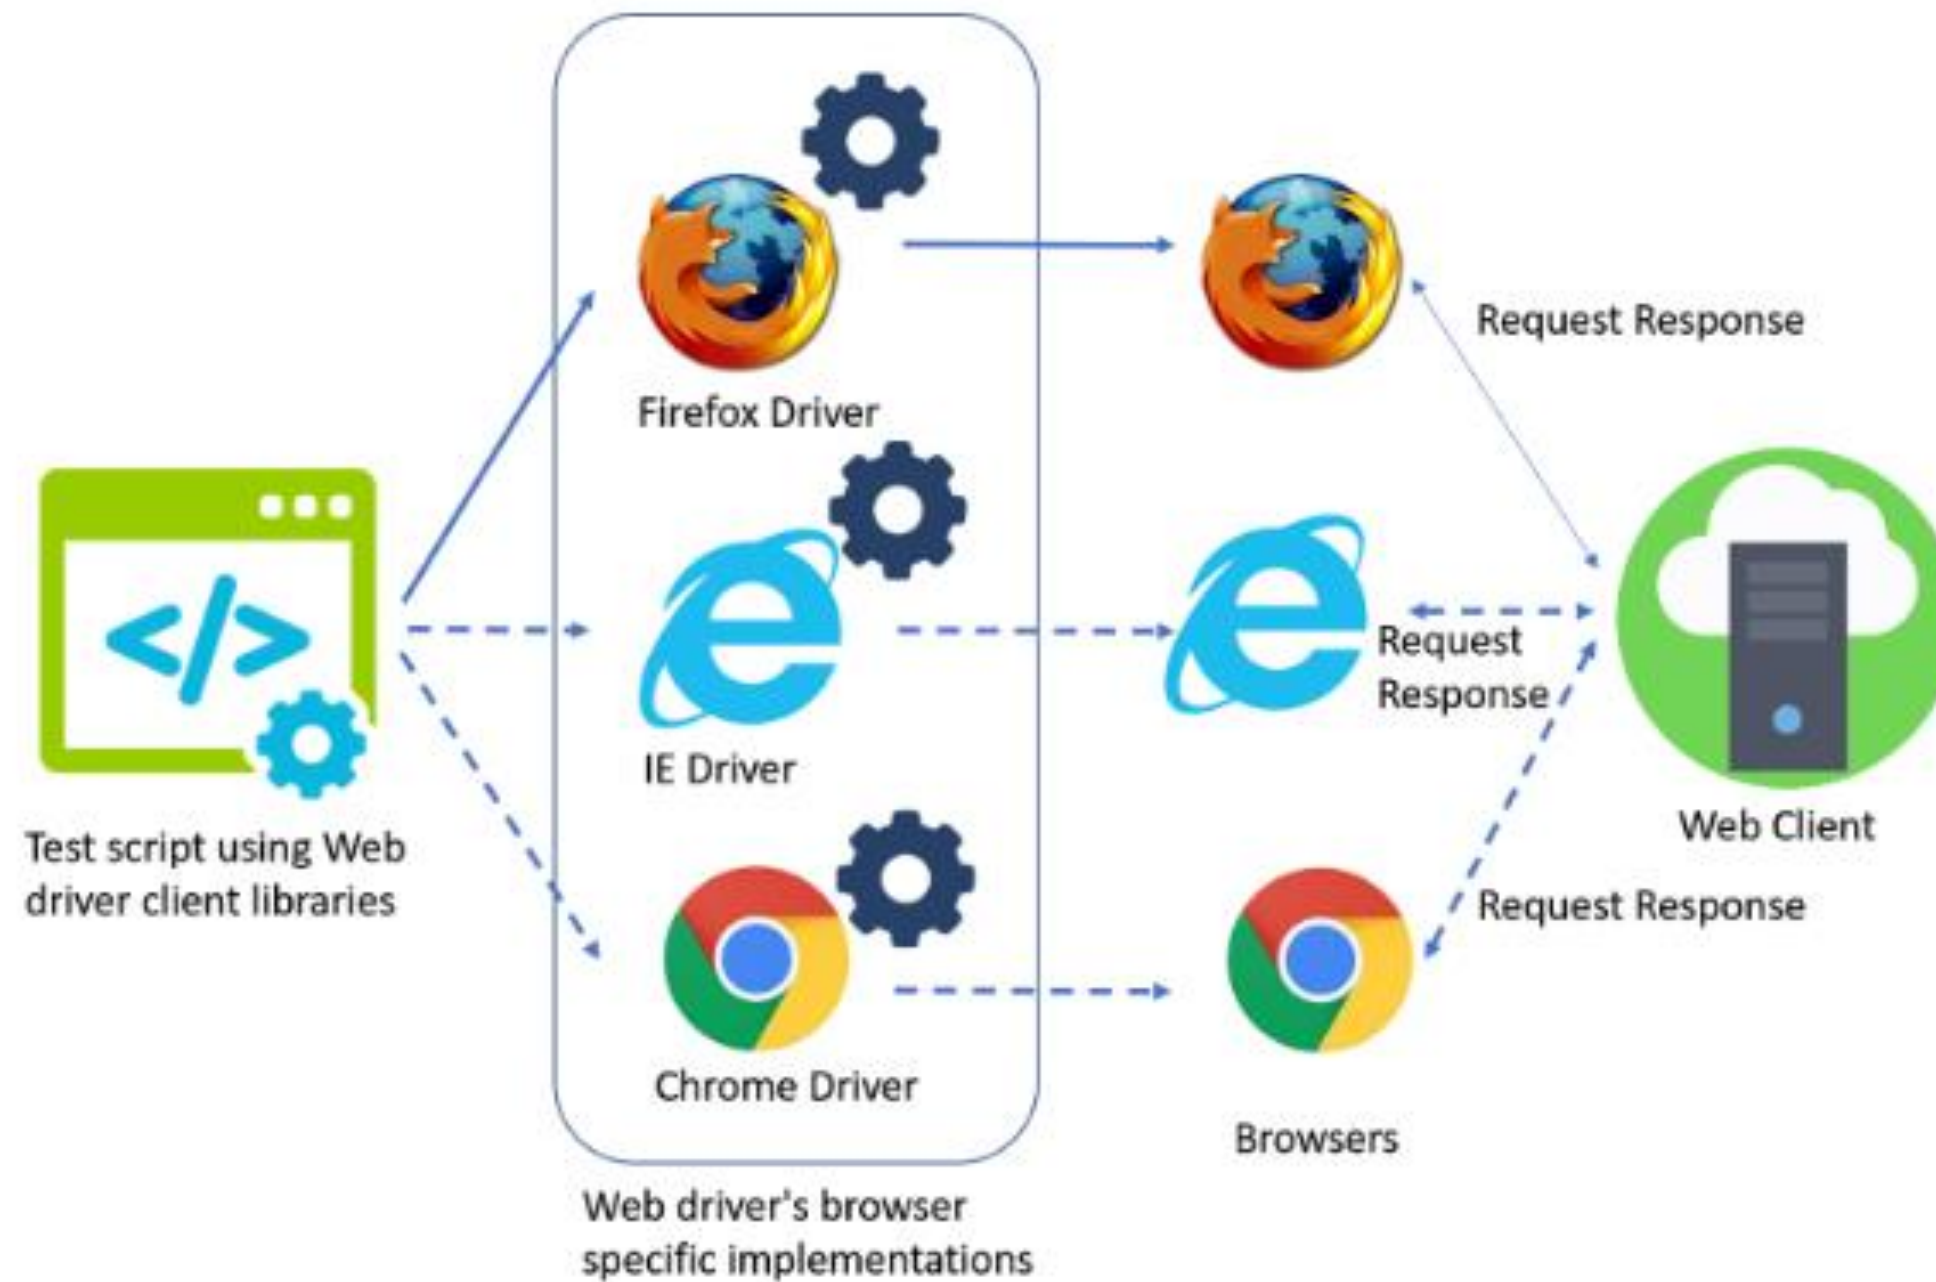 Request Response
Firefox Driver
Request
Response
IE Driver
Web Client
Test script using Web
driver client libraries
Request Response
Chrome Driver
Browsers
Web driver's browser
specific implementations